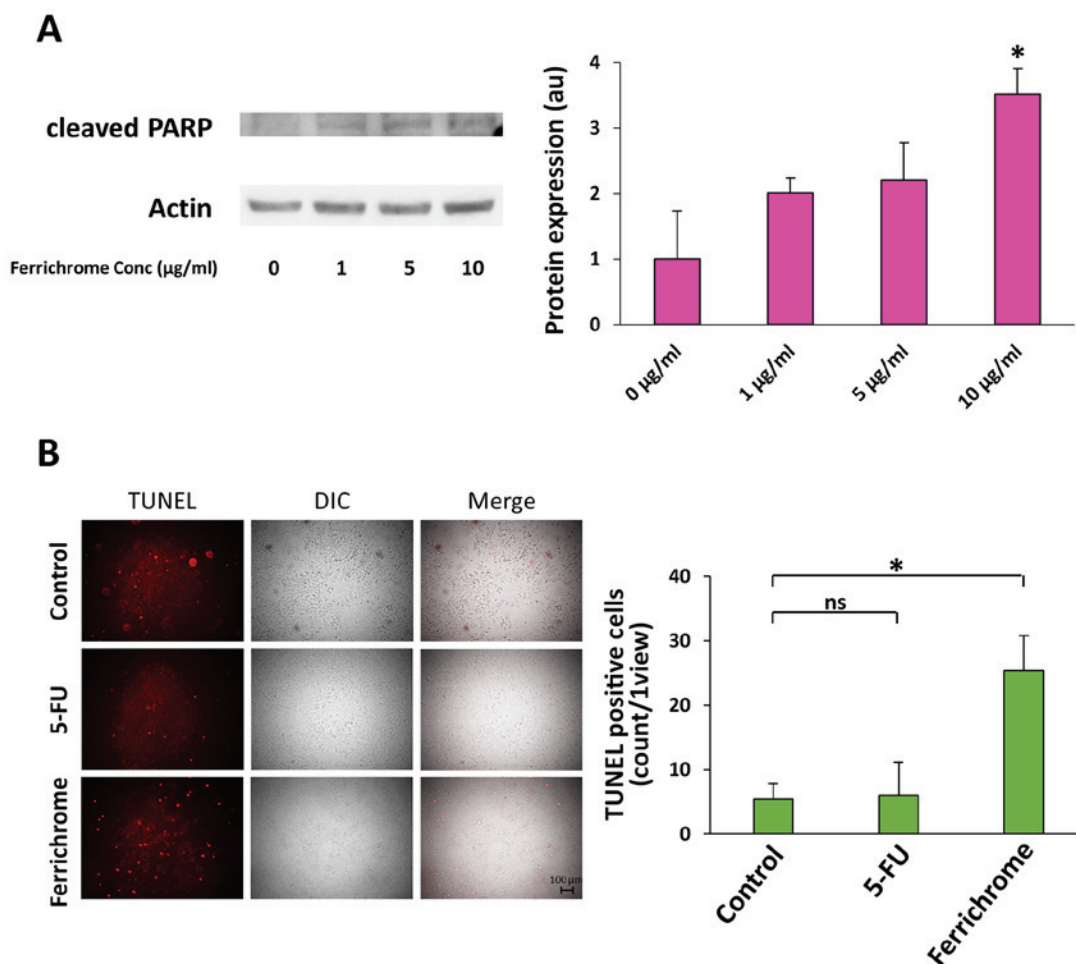 A
cleaved PARP
Actin
Ferrichrome Conc (µg/ml) 0 1 5 10
Protein expression (au)
4
3
2
1
0
*
0 µg/ml
1 µg/ml
5 µg/ml
10 µg/ml
B
TUNEL DIC Merge
Control
5-FU
Ferrichrome
100 µm
TUNEL positive cells
(count/1view)
40
30
20
10
0
*
ns
Control
5-FU
Ferrichrome